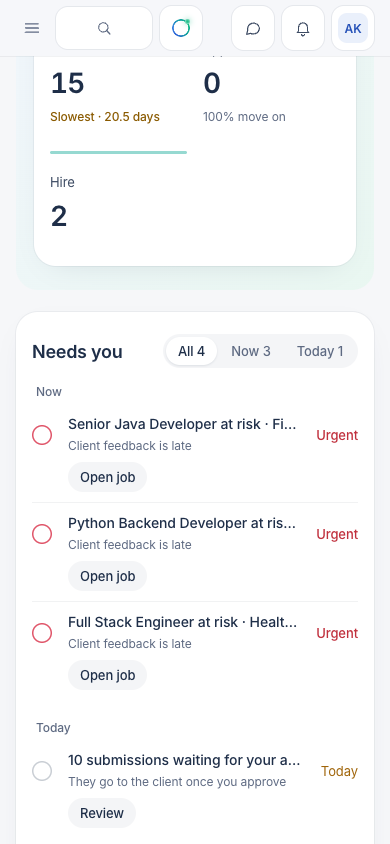 AK
15
0
Slowest · 20.5 days
100% move on
Hire
2
Needs you
All 4
Now 3
Today 1
Now
Senior Java Developer at risk · Fi...
Urgent
Client feedback is late
Open job
Python Backend Developer at ris...
Urgent
Client feedback is late
Open job
Full Stack Engineer at risk · Healt...
Urgent
Client feedback is late
Open job
Today
10 submissions waiting for your a...
Today
They go to the client once you approve
Review